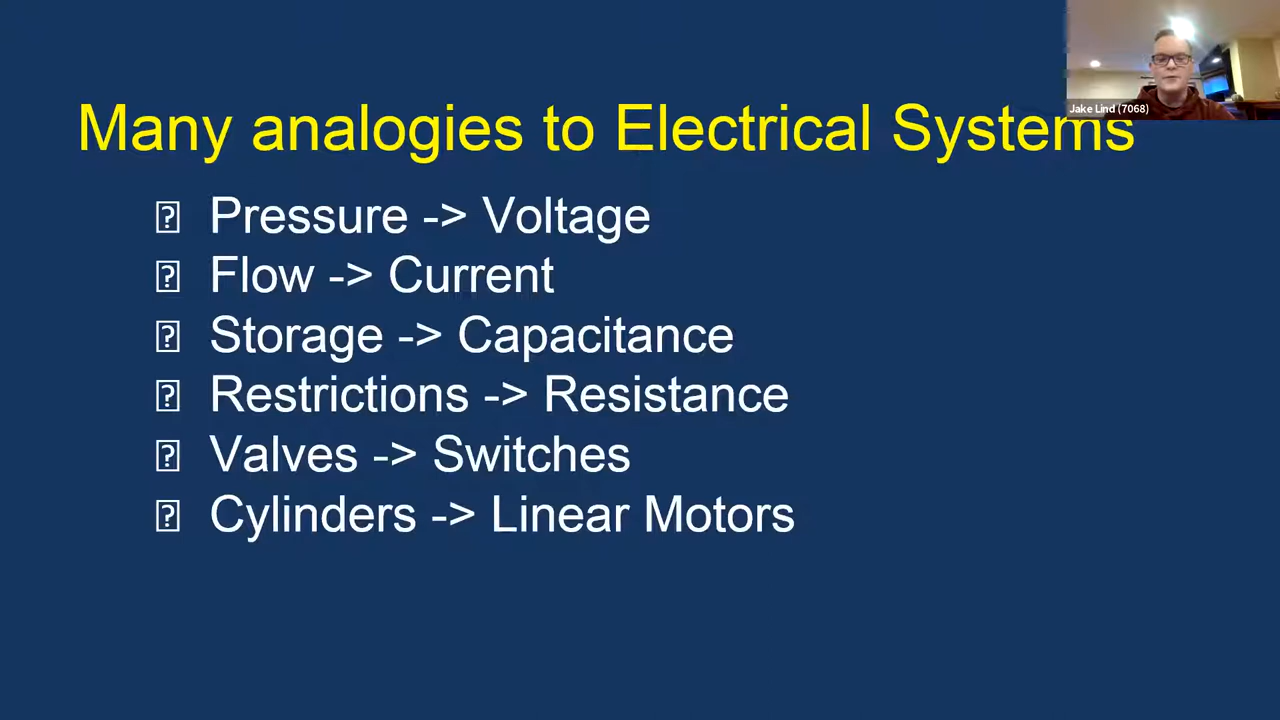 Jake Lind (7068)
Many analogies to Electrical Systems
Pressure -> Voltage
Flow -> Current
Storage -> Capacitance
Restrictions -> Resistance
Valves -> Switches
Cylinders -> Linear Motors